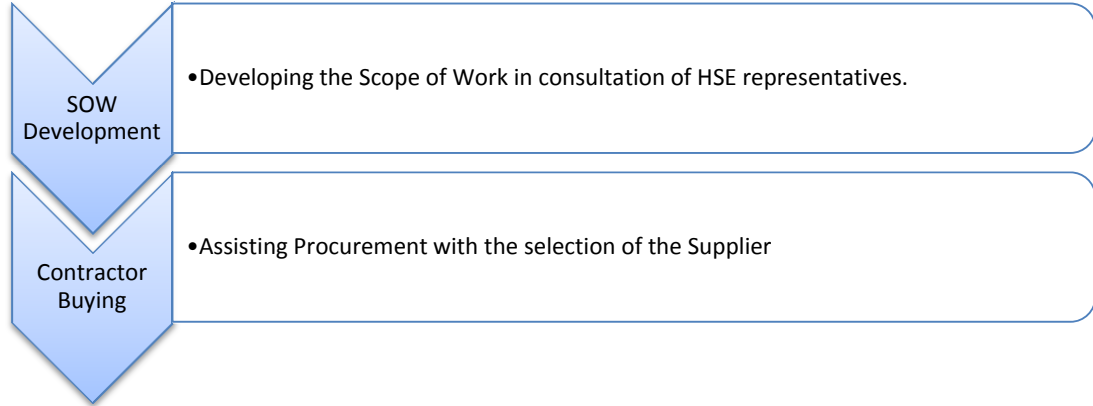 SOW
Development
•Developing the Scope of Work in consultation of HSE representatives.
Contractor
Buying
•Assisting Procurement with the selection of the Supplier